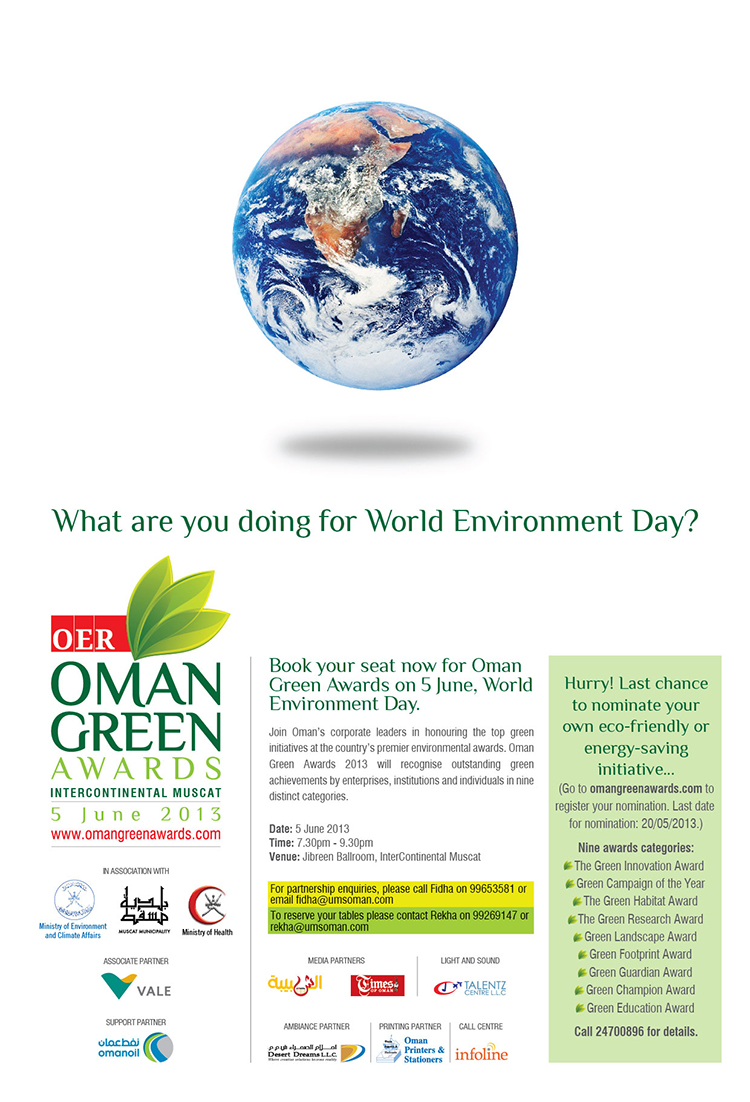 What are you doing for World Environment Day?
OER
OMAN
GREEN
AWARDS
INTERCONTINENTAL MUSCAT
5 June 2013
www.omangreenawards.com
IN ASSOCIATION WITH
Ministry of Environment
and Climate Affairs
بلدية
مسقط
MUSCAT MUNICIPALITY
Ministry of Health
ASSOCIATE PARTNER
VALE
SUPPORT PARTNER
نفط عمان
omanoil
Book your seat now for Oman
Green Awards on 5 June, World
Environment Day.
Join Oman's corporate leaders in honouring the top green
initiatives at the country's premier environmental awards. Oman
Green Awards 2013 will recognise outstanding green
achievements by enterprises, institutions and individuals in nine
distinct categories.
Date: 5 June 2013
Time: 7.30pm - 9.30pm
Venue: Jibreen Ballroom, InterContinental Muscat
For partnership enquiries, please call Fidha on 99653581 or
email fidha@umsoman.com
To reserve your tables please contact Rekha on 99269147 or
rekha@umsoman.com
MEDIA PARTNERS
الشبيبة
Times
OF OMAN
LIGHT AND SOUND
TALENTZ
CENTRE L.L.C
AMBIANCE PARTNER
Desert Dreams L.L.C.
PRINTING PARTNER
Oman
Printers &
Stationers
CALL CENTRE
infoline
Hurry! Last chance
to nominate your
own eco-friendly or
energy-saving
initiative...
(Go to omangreenawards.com to
register your nomination. Last date
for nomination: 20/05/2013.)
Nine awards categories:
The Green Innovation Award
Green Campaign of the Year
The Green Habitat Award
The Green Research Award
Green Landscape Award
Green Footprint Award
Green Guardian Award
Green Champion Award
Green Education Award
Call 24700896 for details.